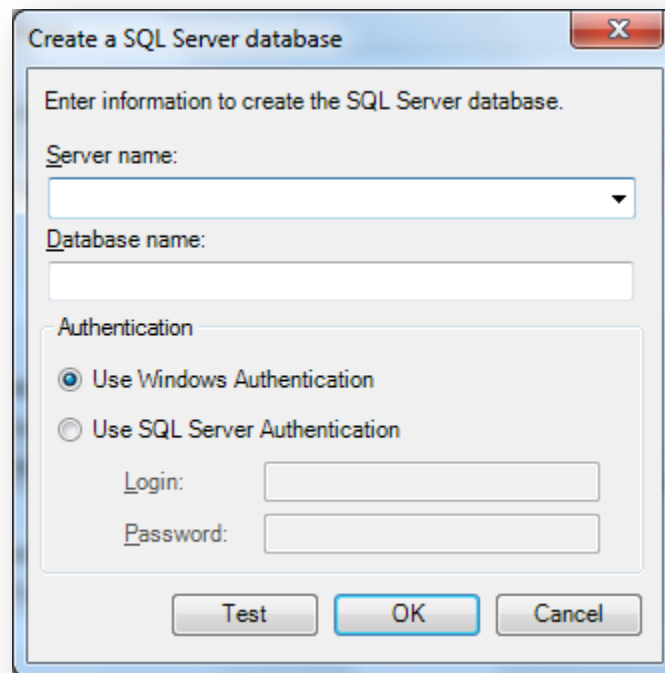 Create a SQL Server database
Enter information to create the SQL Server database.
Server name:
Database name:
Authentication
Use Windows Authentication
Use SQL Server Authentication
Login:
Password:
Test OK Cancel